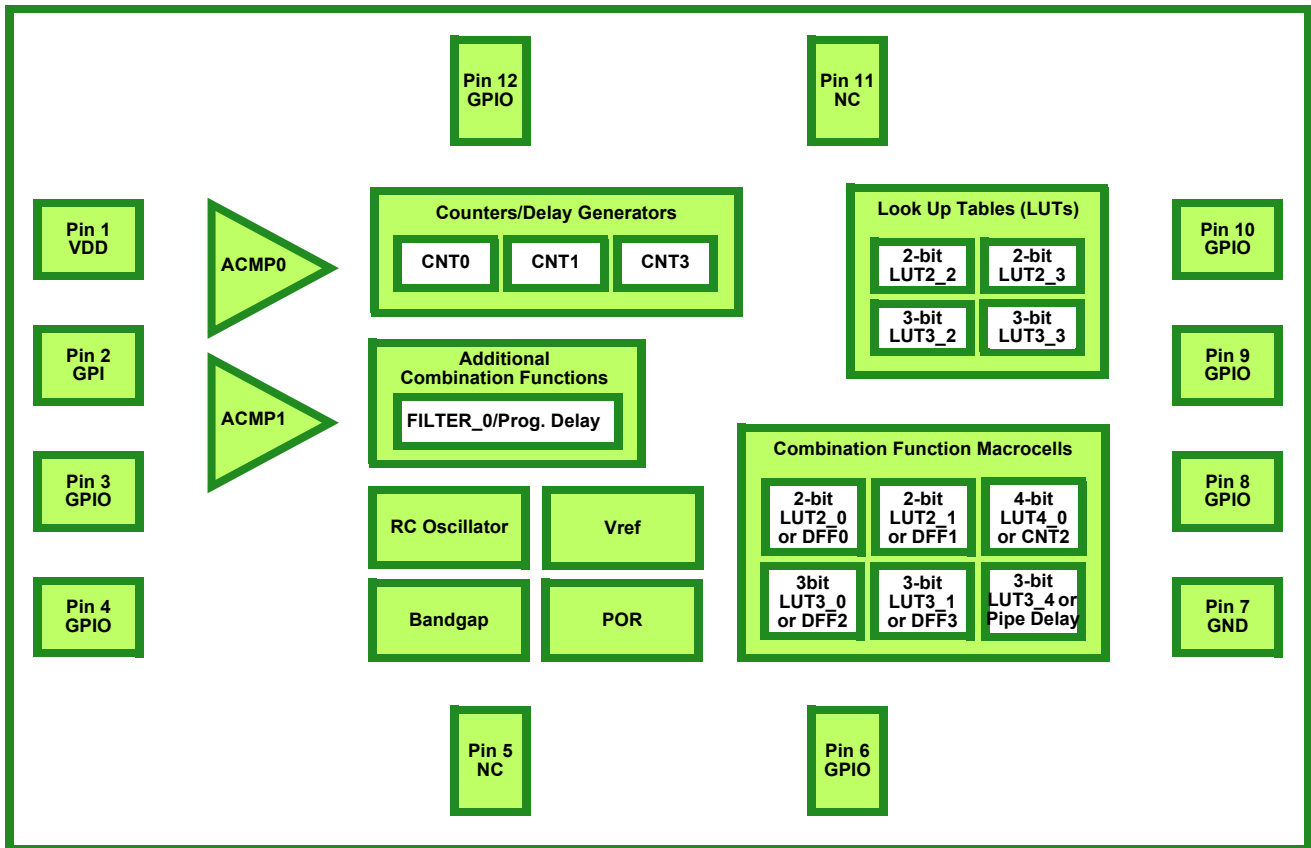 Pin 12
GPIO
Pin 11
NC
Pin 1
VDD
Pin 2
GPI
Pin 3
GPIO
Pin 4
GPIO
ACMP0
ACMP1
Counters/Delay Generators
CNT0
CNT1
CNT3
Additional
Combination Functions
FILTER_0/Prog. Delay
RC Oscillator
Vref
Bandgap
POR
Look Up Tables (LUTs)
2-bit
LUT2_2
2-bit
LUT2_3
3-bit
LUT3_2
3-bit
LUT3_3
Combination Function Macrocells
2-bit
LUT2_0
or DFF0
2-bit
LUT2_1
or DFF1
4-bit
LUT4_0
or CNT2
3bit
LUT3_0
or DFF2
3-bit
LUT3_1
or DFF3
3-bit
LUT3_4 or
Pipe Delay
Pin 10
GPIO
Pin 9
GPIO
Pin 8
GPIO
Pin 7
GND
Pin 5
NC
Pin 6
GPIO